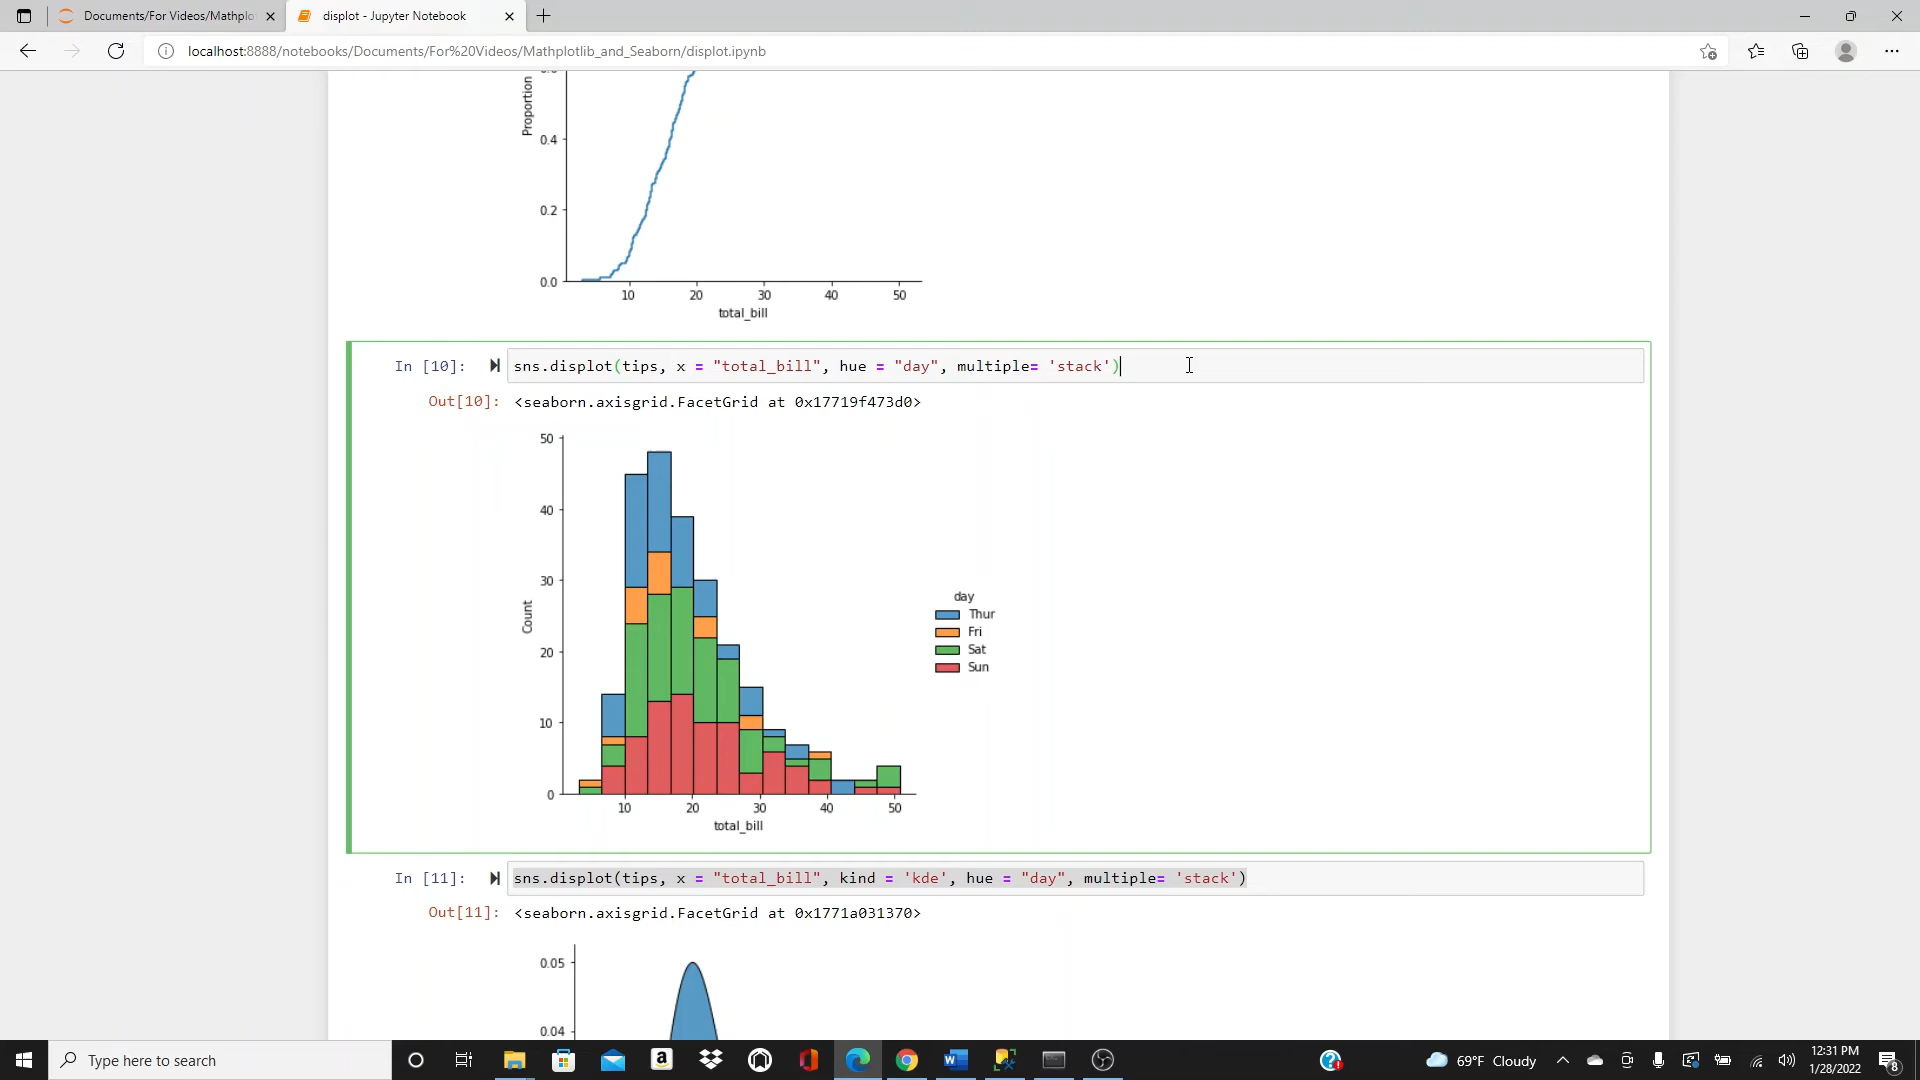 Documents/For Videos/Mathplo
displot - Jupyter Notebook
localhost:8888/notebooks/Documents/For%20Videos/Mathplotlib_and_Seaborn/displot.ipynb
Proportion
0.4
0.2
0.0
10 20 30 40 50
total_bill
In [10]: sns.displot(tips, x = "total_bill", hue = "day", multiple= 'stack')
Out[10]: <seaborn.axisgrid.FacetGrid at 0x17719f473d0>
50
40
30
20
10
0
Count
10 20 30 40 50
total_bill
day
Thur
Fri
Sat
Sun
In [11]: sns.displot(tips, x = "total_bill", kind = 'kde', hue = "day", multiple= 'stack')
Out[11]: <seaborn.axisgrid.FacetGrid at 0x1771a031370>
0.05
0.04
Type here to search
69°F Cloudy
12:31 PM
1/28/2022
8